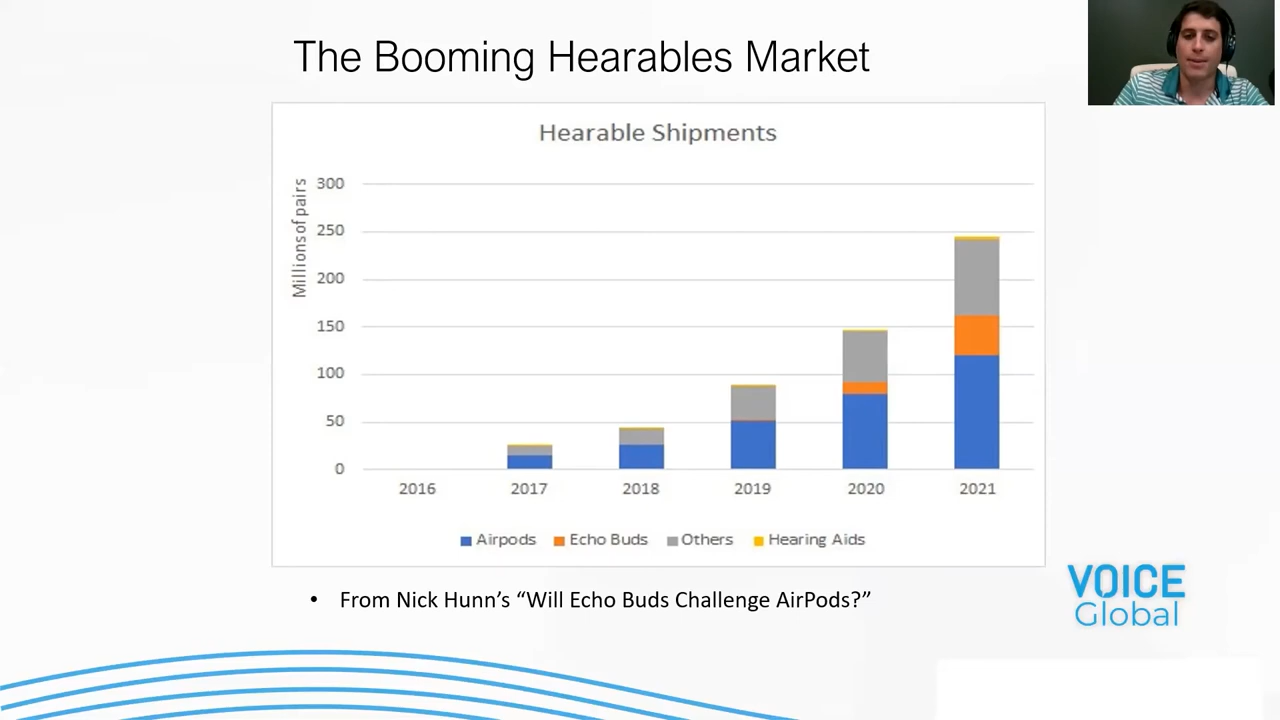 The Booming Hearables Market
Hearable Shipments
Millions of pairs
300
250
200
150
100
50
0
2016 2017 2018 2019 2020 2021
Airpods Echo Buds Others Hearing Aids
• From Nick Hunn’s “Will Echo Buds Challenge AirPods?”
VOICE
Global